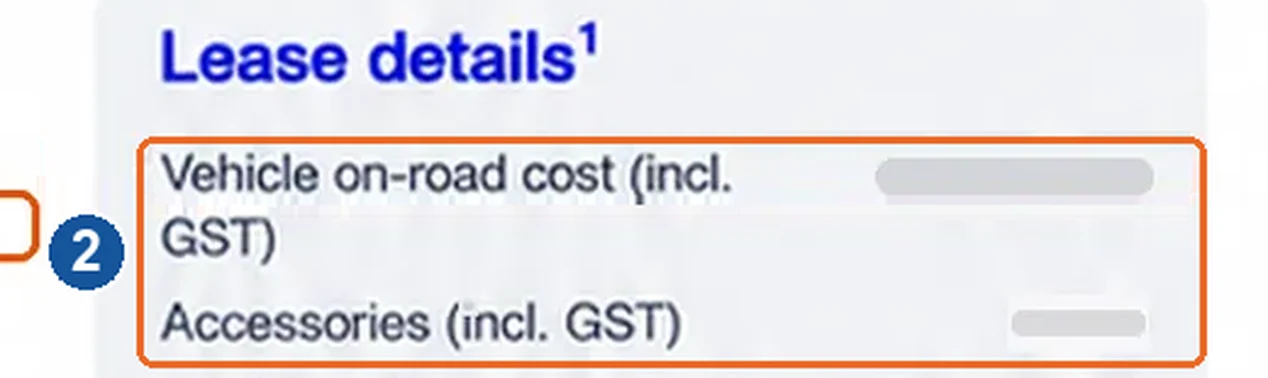 Lease details¹
2
Vehicle on-road cost (incl.
GST)
Accessories (incl. GST)